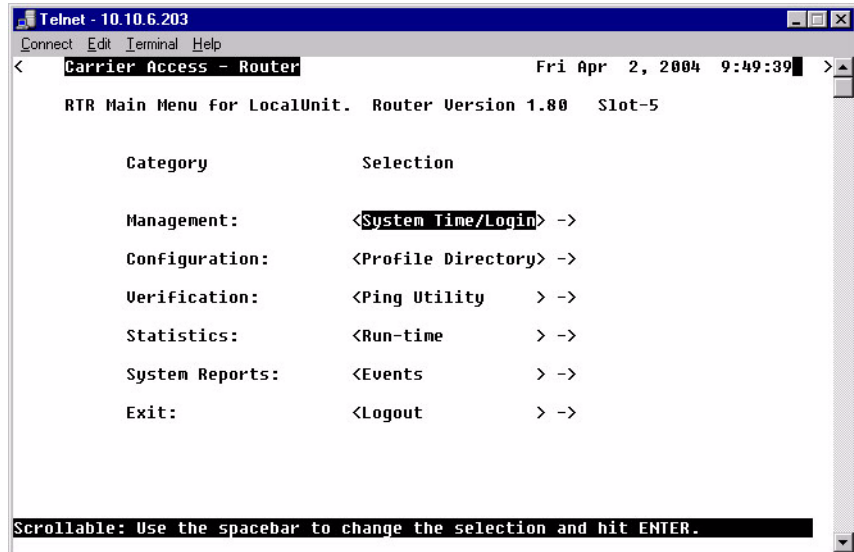 Telnet - 10.10.6.203
Connect Edit Terminal Help
< Carrier Access - Router Fri Apr 2, 2004 9:49:39 >
RTR Main Menu for LocalUnit. Router Version 1.80 Slot-5
Category Selection
Management: <System Time/Login> ->
Configuration: <Profile Directory> ->
Verification: <Ping Utility > ->
Statistics: <Run-time > ->
System Reports: <Events > ->
Exit: <Logout > ->
Scrollable: Use the spacebar to change the selection and hit ENTER.